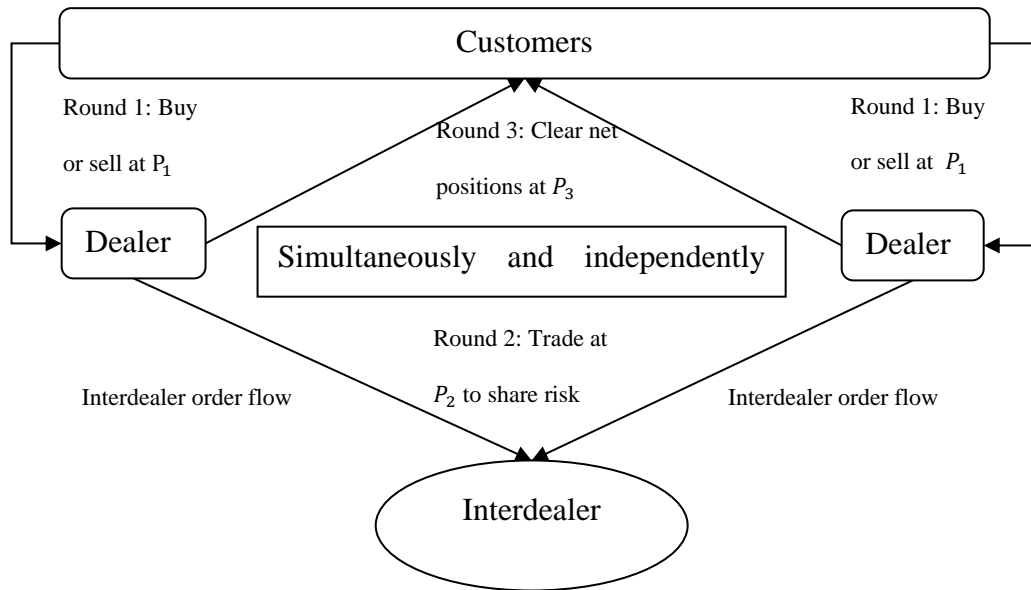 Customers
Round 1: Buy
or sell at P₁
Round 3: Clear net
positions at P₃
Round 1: Buy
or sell at P₁
Dealer
Simultaneously and independently
Dealer
Round 2: Trade at
P₂ to share risk
Interdealer order flow
Interdealer order flow
Interdealer